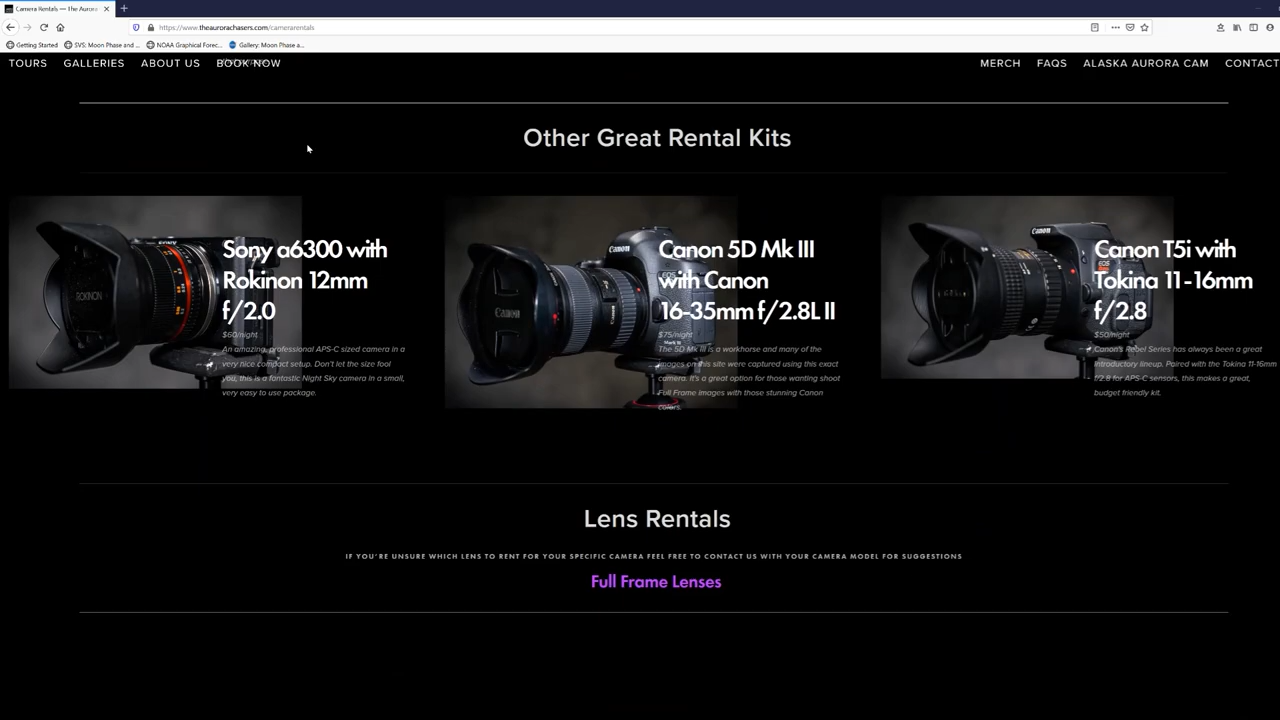 Camera Rentals — The Aurora
https://www.theaurorachasers.com/camerarentals
Getting Started
SVS: Moon Phase and ...
NOAA Graphical Forec...
Gallery: Moon Phase a...
TOURS
GALLERIES
ABOUT US
BOOK NOW
MERCH
FAQS
ALASKA AURORA CAM
CONTACT
Other Great Rental Kits
SONY
ROKINON
Sony a6300 with
Rokinon 12mm
f/2.0
$60/night
An amazing, professional APS-C sized camera in a
very nice compact setup. Don't let the size fool
you, this is a fantastic Night Sky camera in a small,
very easy to use package.
Canon
Canon
Canon 5D Mk III
with Canon
16-35mm f/2.8L II
$75/night
The 5D Mk III is a workhorse and many of the
images on this site were captured using this exact
camera. It's a great option for those wanting shoot
Full Frame images with those stunning Canon
colors.
Canon
Canon T5i with
Tokina 11-16mm
f/2.8
$50/night
Canon's Rebel Series has always been a great
introductory lineup. Paired with the Tokina 11-16mm
f/2.8 for APS-C sensors, this makes a great,
budget friendly kit.
Lens Rentals
IF YOU'RE UNSURE WHICH LENS TO RENT FOR YOUR SPECIFIC CAMERA FEEL FREE TO CONTACT US WITH YOUR CAMERA MODEL FOR SUGGESTIONS
Full Frame Lenses